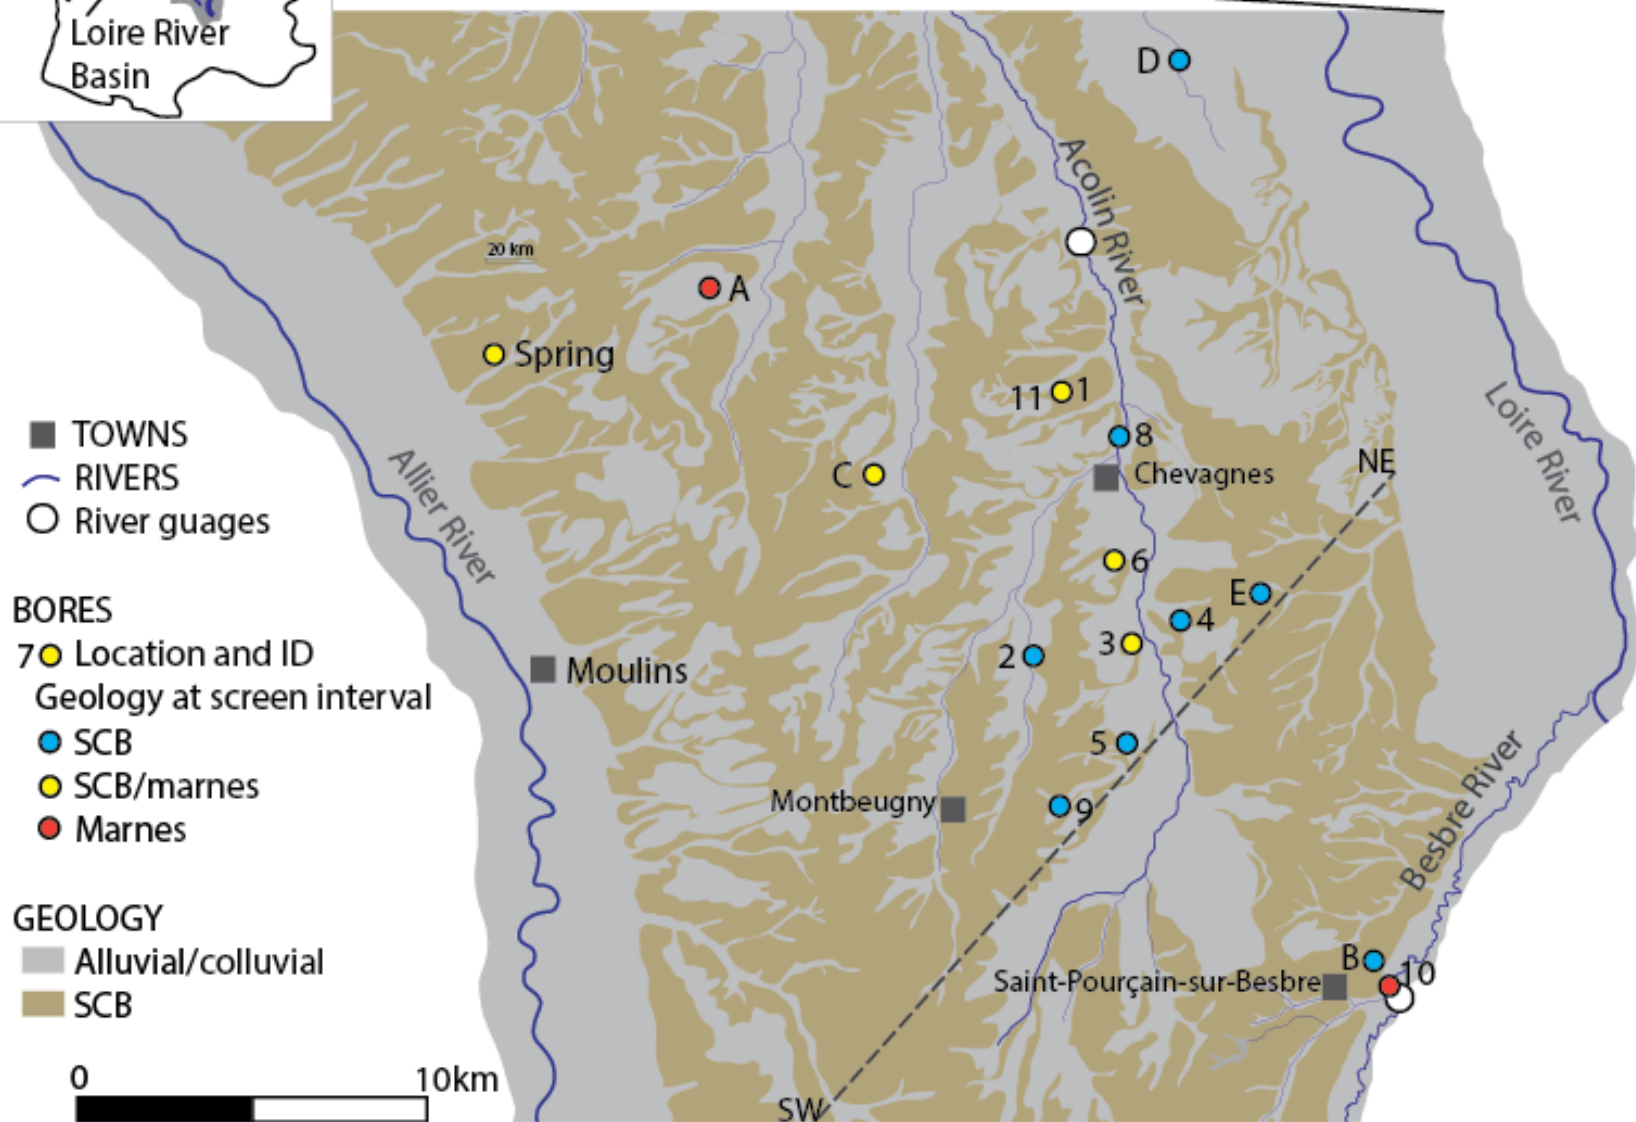 Loire River
Basin
D
Acolin River
20 km
A
Spring
11
1
8
Chevagnes
NE
C
Loire River
Allier River
TOWNS
RIVERS
River guages
6
E
4
3
2
BORES
7 Location and ID
Geology at screen interval
SCB
SCB/marnes
Marnes
Moulins
5
Montbeugny
9
Besbre River
GEOLOGY
Alluvial/colluvial
SCB
B
10
Saint-Pourçain-sur-Besbre
0 10km
SW